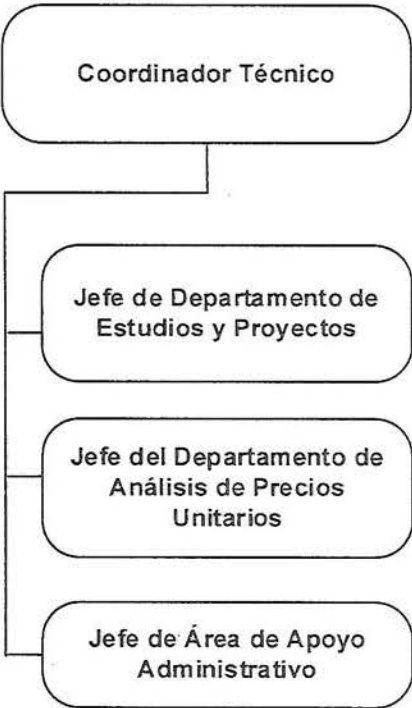 Coordinador Técnico
Jefe de Departamento de
Estudios y Proyectos
Jefe del Departamento de
Análisis de Precios
Unitarios
Jefe de Área de Apoyo
Administrativo